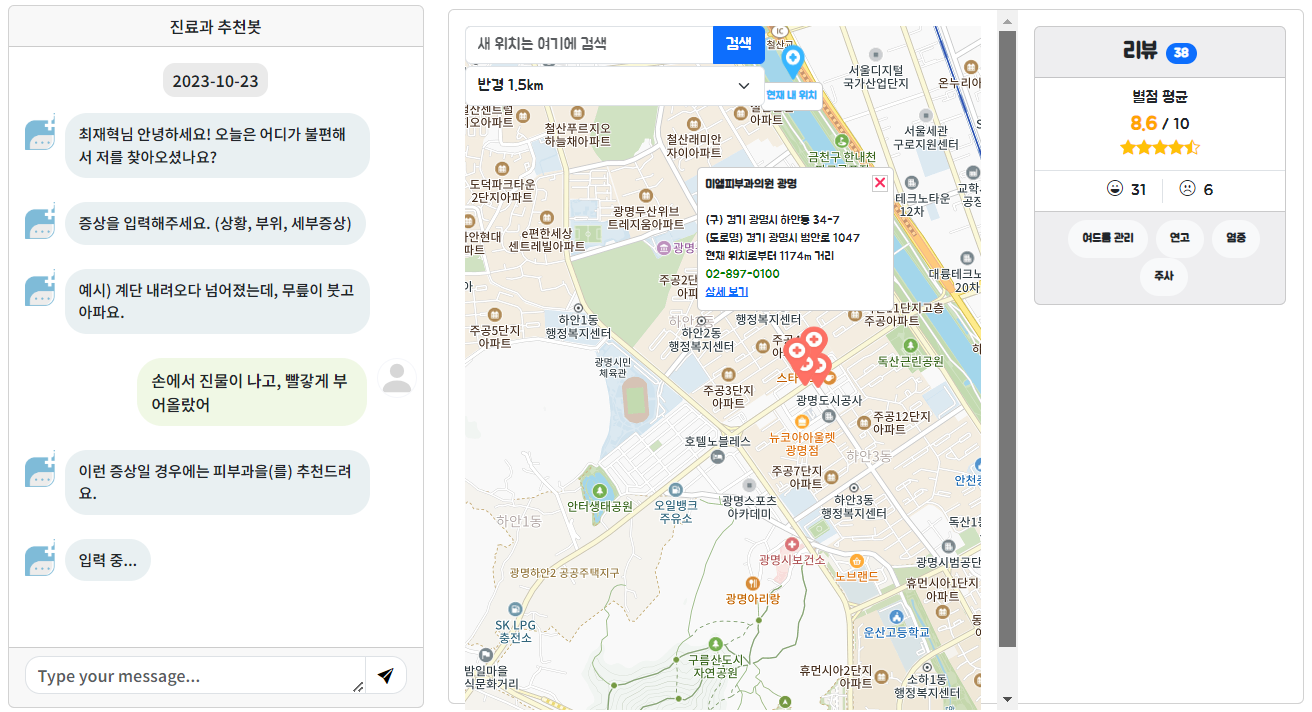 진료과 추천봇
2023-10-23
최재혁님 안녕하세요! 오늘은 어디가 불편해
서 저를 찾아오셨나요?
증상을 입력해주세요. (상황, 부위, 세부증상)
예시) 계단 내려오다 넘어졌는데, 무릎이 붓고
아파요.
손에서 진물이 나고, 빨갛게 부
어올랐어
이런 증상일 경우에는 피부과을(를) 추천드려
요.
입력 중...
Type your message...
새 위치는 여기에 검색
검색
반경 1.5km
IC
철산교
현재 내 위치
서울디지털
국가산업단지
온누리아
철산센트럴
지오아파트
철산푸르지오
하늘채아파트
철산래미안
자이아파트
아파트
서울세관
구로지원센터
금천구 한내천
도덕파크타운
2단지아파트
광명두산위브
트레지움아파트
e편한세상
센트레빌아파트
하안현대
아파트
광명
테크노타운
12차
교학
대륭테크노
20차
미엘피부과의원 광명
(구) 경기 광명시 하안동 34-7
(도로명) 경기 광명시 범안로 1047
현재 위치로부터 1174m 거리
02-897-0100
상세 보기
주공2단
아파
주공5단지
아파트
하안1동
행정복지센터
하안2동
행정복지센터
행정복지센터
11단지고층
주공아파트
독산근린공원
광명시민
체육관
주공3단지
아파트
스타
광명도시공사
주공12단지
아파트
호텔노블레스
뉴코아아울렛
광명점
하안3동
주공7단지
아파트
안터생태공원
오일뱅크
주유소
광명스포츠
아카데미
하안3동
행정복지센터
안천중
하안1동
독산1동
광명시보건소
광명시범공단
노브랜드
광명하안2 공공주택지구
광명아리랑
휴먼시아1단지
아파트
SK LPG
충전소
운산고등학교
구름산도시
자연공원
밤일마을
식문화거리
휴먼시아2단지
아파트
소하1동
행정복지센터
리뷰 38
별점 평균
8.6 / 10
31
6
여드름 관리
연고
염증
주사